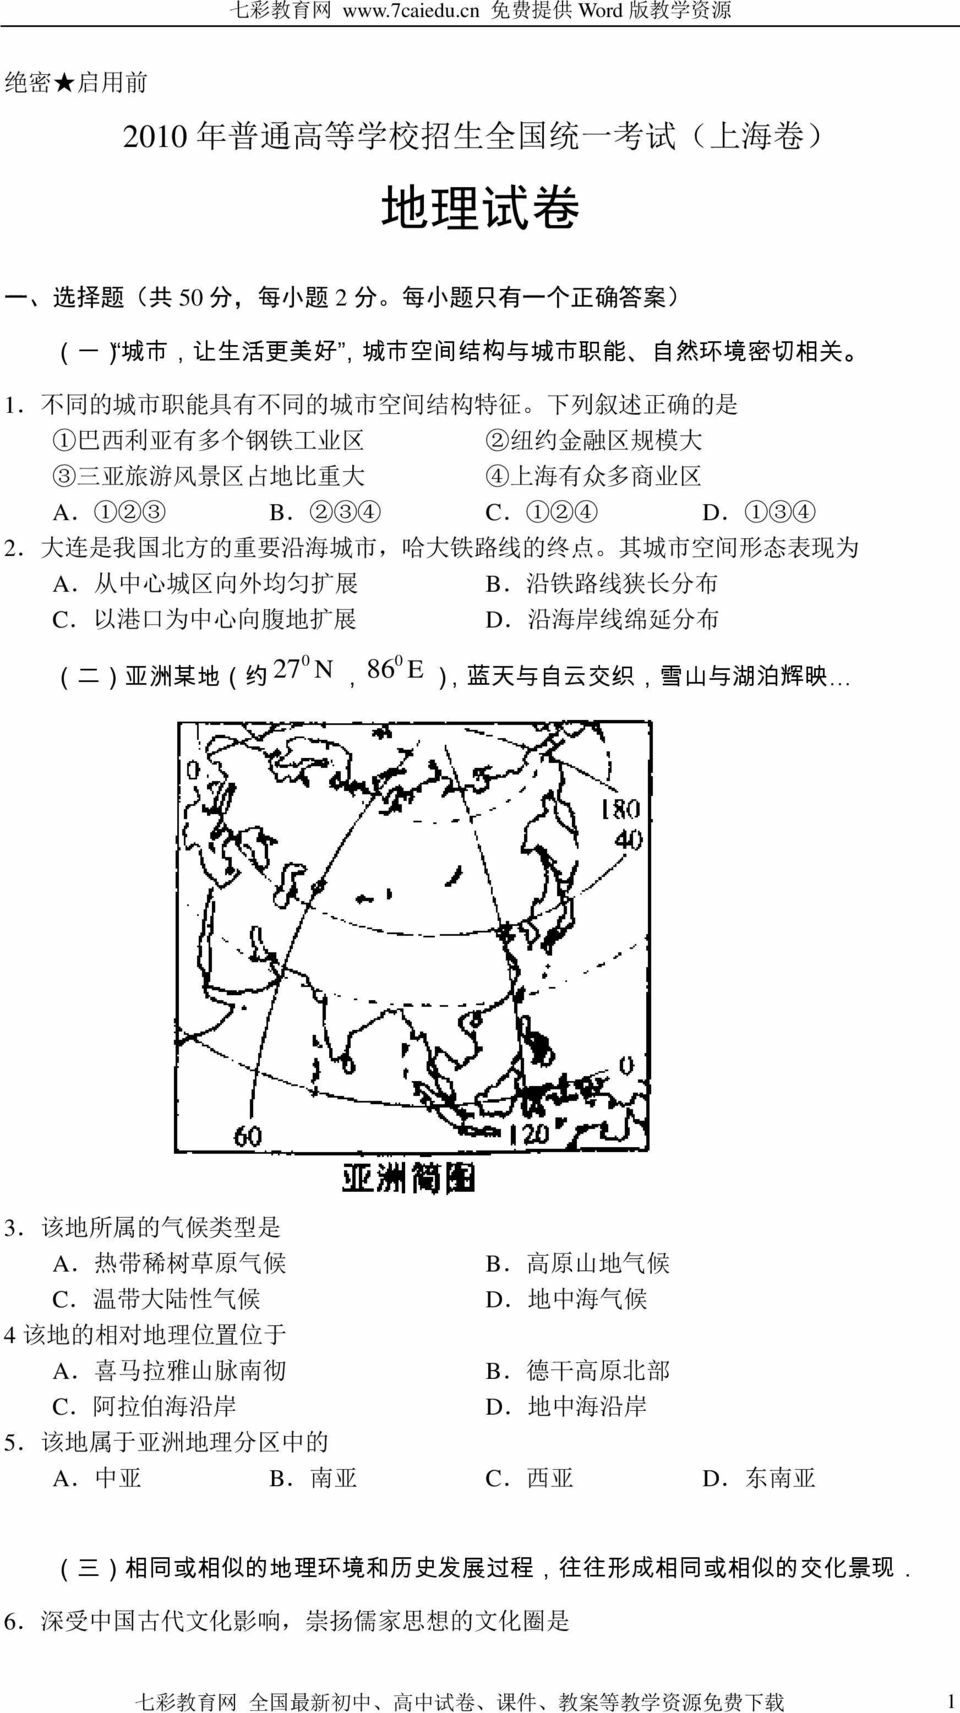 七彩教育网 www.7caiedu.cn 免费提供 Word 版教学资源
绝密★启用前
2010 年普通高等学校招生全国统一考试（上海卷）
地理试卷
一、选择题（共 50 分，每小题 2 分。每小题只有一个正确答案）
（一）“城市，让生活更美好”，城市空间结构与城市职能、自然环境密切相关。
1．不同的城市职能具有不同的城市空间结构特征。下列叙述正确的是
①巴西利亚有多个钢铁工业区 ②纽约金融区规模大
③三亚旅游风景区占地比重大 ④上海有众多商业区
A．①②③ B．②③④ C．①②④ D．①③④
2．大连是我国北方的重要沿海城市，哈大铁路线的终点。其城市空间形态表现为
A．从中心城区向外均匀扩展 B．沿铁路线狭长分布
C．以港口为中心向腹地扩展 D．沿海岸线绵延分布
（二）亚洲某地（约 27⁰ N ，86⁰ E ），蓝天与自云交织，雪山与湖泊辉映…
0
180
40
0
60
120
亚洲简图
3．该地所属的气候类型是
A．热带稀树草原气候 B．高原山地气候
C．温带大陆性气候 D．地中海气候
4 该地的相对地理位置位于
A．喜马拉雅山脉南彻 B．德干高原北部
C．阿拉伯海沿岸 D．地中海沿岸
5．该地属于亚洲地理分区中的
A．中亚 B．南亚 C．西亚 D．东南亚
（三）相同或相似的地理环境和历史发展过程，往往形成相同或相似的交化景现．
6．深受中国古代文化影响，崇扬儒家思想的文化圈是
七彩教育网 全国最新初中、高中试卷、课件、教案等教学资源免费下载 1